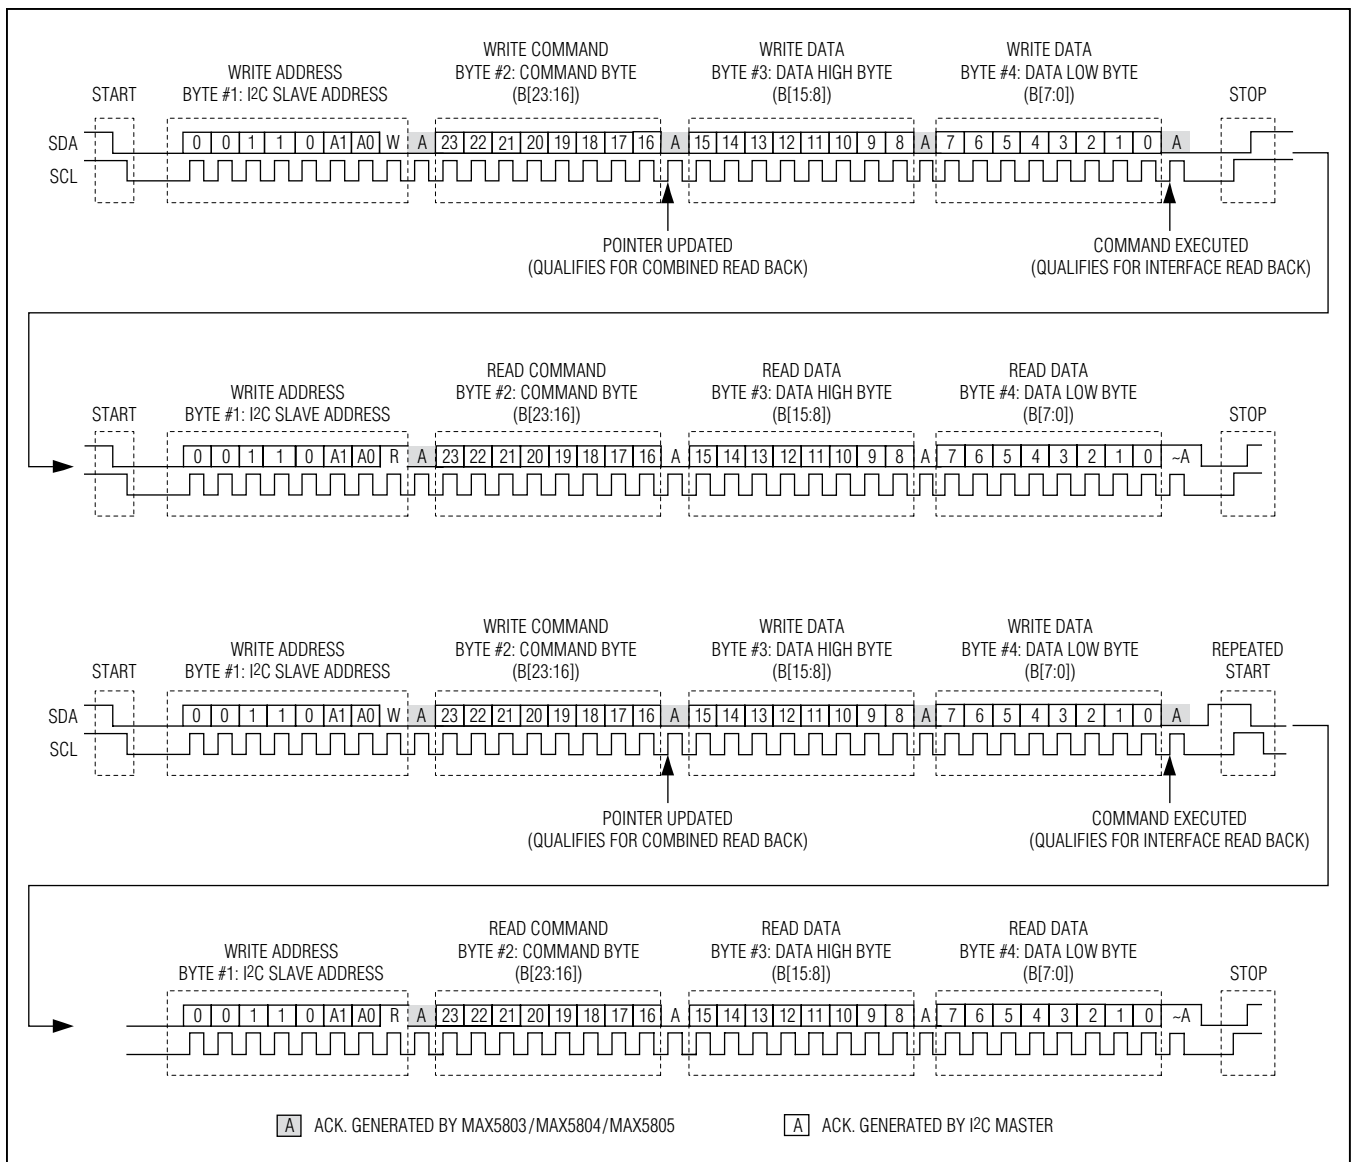 WRITE COMMAND
WRITE DATA
WRITE DATA
WRITE ADDRESS
BYTE #2: COMMAND BYTE
BYTE #3: DATA HIGH BYTE
BYTE #4: DATA LOW BYTE
START
BYTE #1: I²C SLAVE ADDRESS
(B[23:16])
(B[15:8])
(B[7:0])
STOP
SDA
0 0 1 1 0 A1 A0 W A 23 22 21 20 19 18 17 16 A 15 14 13 12 11 10 9 8 A 7 6 5 4 3 2 1 0 A
SCL
POINTER UPDATED
(QUALIFIES FOR COMBINED READ BACK)
COMMAND EXECUTED
(QUALIFIES FOR INTERFACE READ BACK)
READ COMMAND
READ DATA
READ DATA
WRITE ADDRESS
BYTE #2: COMMAND BYTE
BYTE #3: DATA HIGH BYTE
BYTE #4: DATA LOW BYTE
START
BYTE #1: I²C SLAVE ADDRESS
(B[23:16])
(B[15:8])
(B[7:0])
STOP
0 0 1 1 0 A1 A0 R A 23 22 21 20 19 18 17 16 A 15 14 13 12 11 10 9 8 A 7 6 5 4 3 2 1 0 ~A
WRITE COMMAND
WRITE DATA
WRITE DATA
WRITE ADDRESS
BYTE #2: COMMAND BYTE
BYTE #3: DATA HIGH BYTE
BYTE #4: DATA LOW BYTE
REPEATED
START
BYTE #1: I²C SLAVE ADDRESS
(B[23:16])
(B[15:8])
(B[7:0])
START
SDA
0 0 1 1 0 A1 A0 W A 23 22 21 20 19 18 17 16 A 15 14 13 12 11 10 9 8 A 7 6 5 4 3 2 1 0 A
SCL
POINTER UPDATED
(QUALIFIES FOR COMBINED READ BACK)
COMMAND EXECUTED
(QUALIFIES FOR INTERFACE READ BACK)
READ COMMAND
READ DATA
READ DATA
WRITE ADDRESS
BYTE #2: COMMAND BYTE
BYTE #3: DATA HIGH BYTE
BYTE #4: DATA LOW BYTE
BYTE #1: I²C SLAVE ADDRESS
(B[23:16])
(B[15:8])
(B[7:0])
STOP
0 0 1 1 0 A1 A0 R A 23 22 21 20 19 18 17 16 A 15 14 13 12 11 10 9 8 A 7 6 5 4 3 2 1 0 ~A
A ACK. GENERATED BY MAX5803/MAX5804/MAX5805
A ACK. GENERATED BY I²C MASTER